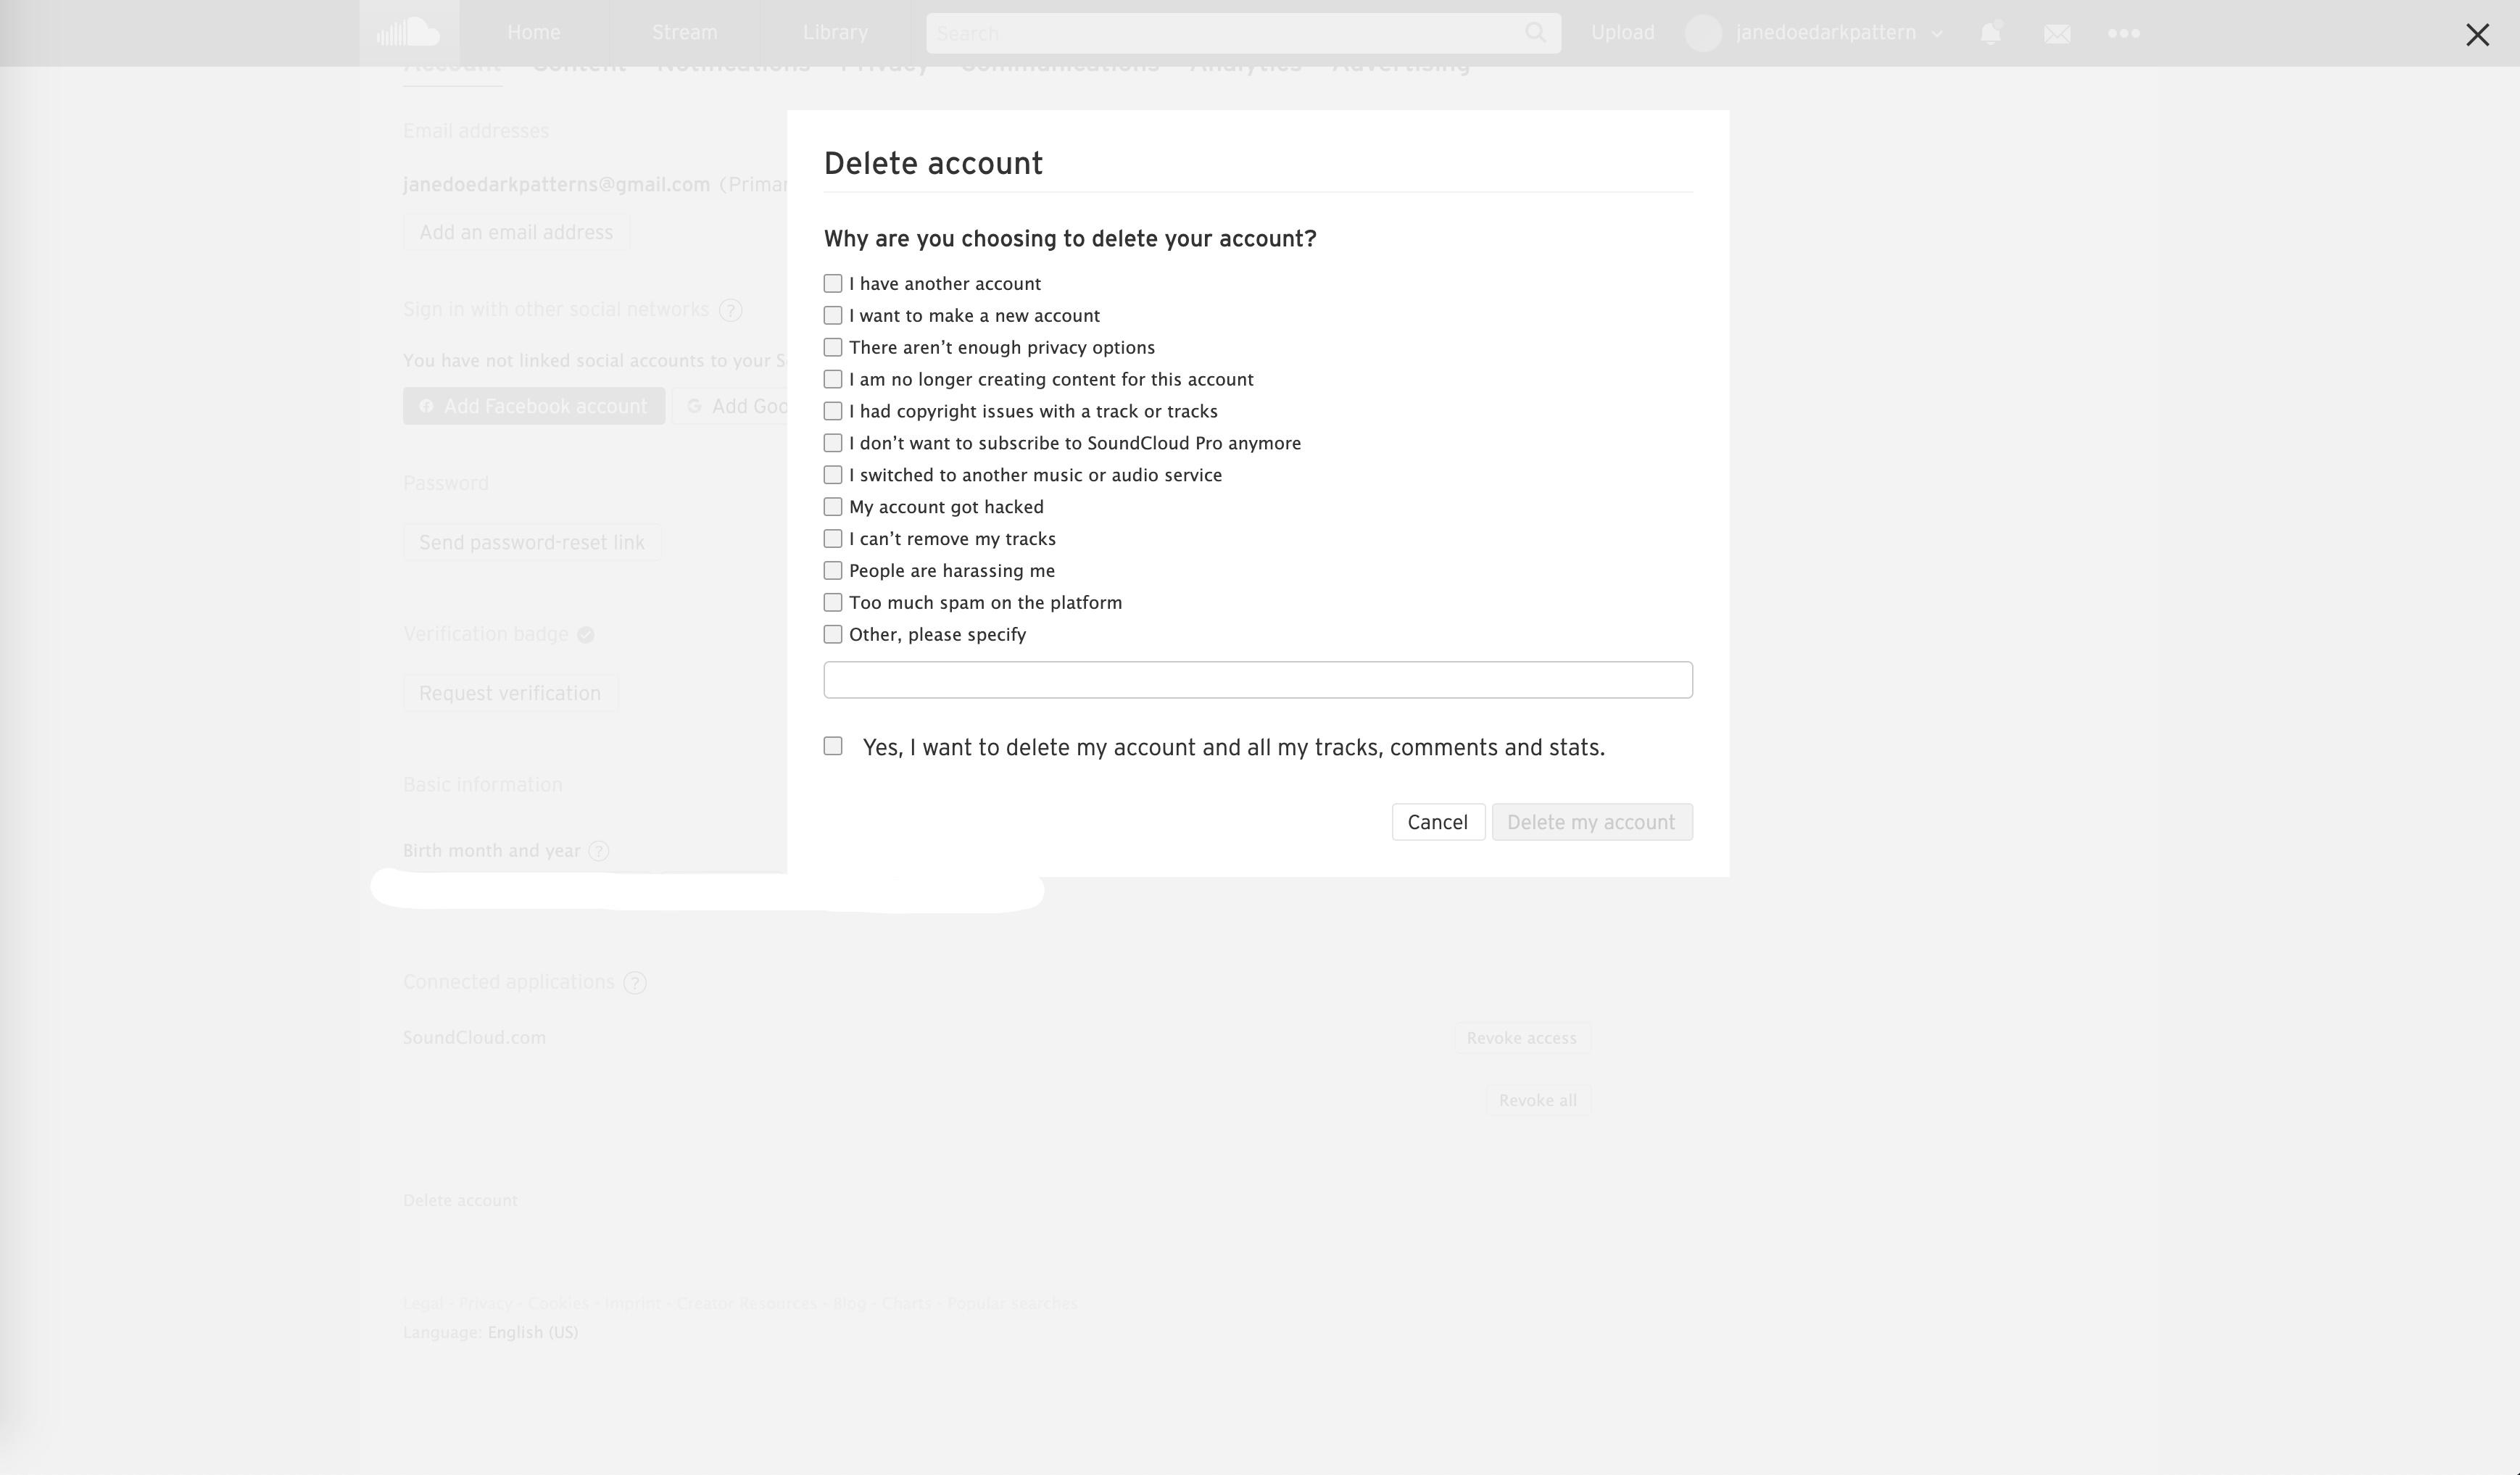 Home Stream Library Search Upload janedoedarkpattern
Account Content Notifications Privacy Communications Analytics Advertising
Email addresses
janedoedarkpatterns@gmail.com (Primar
Add an email address
Sign in with other social networks ?
You have not linked social accounts to your S
Add Facebook account G Add Goo
Password
Send password-reset link
Verification badge
Request verification
Basic information
Birth month and year ?
Delete account
Why are you choosing to delete your account?
I have another account
I want to make a new account
There aren’t enough privacy options
I am no longer creating content for this account
I had copyright issues with a track or tracks
I don’t want to subscribe to SoundCloud Pro anymore
I switched to another music or audio service
My account got hacked
I can’t remove my tracks
People are harassing me
Too much spam on the platform
Other, please specify
Yes, I want to delete my account and all my tracks, comments and stats.
Cancel Delete my account
Connected applications ?
SoundCloud.com Revoke access
Revoke all
Delete account
Legal - Privacy - Cookies - Imprint - Creator Resources - Blog - Charts - Popular searches
Language: English (US)